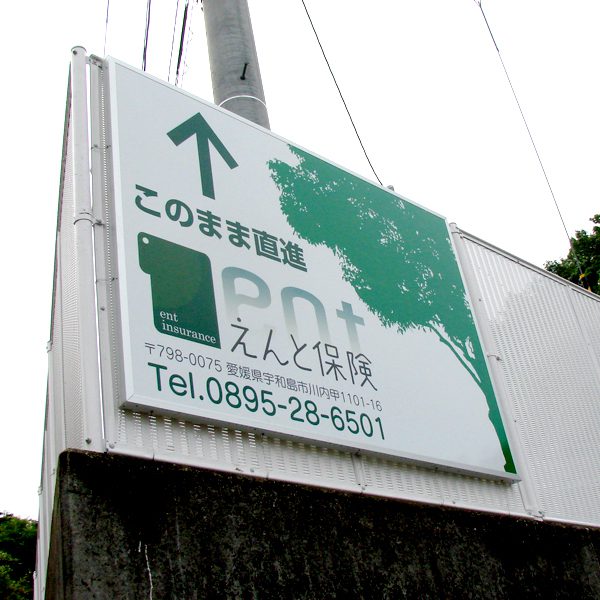 このまま直進
ent
insurance
ent
えんと保険
〒798-0075 愛媛県宇和島市川内甲1101-16
Tel.0895-28-6501